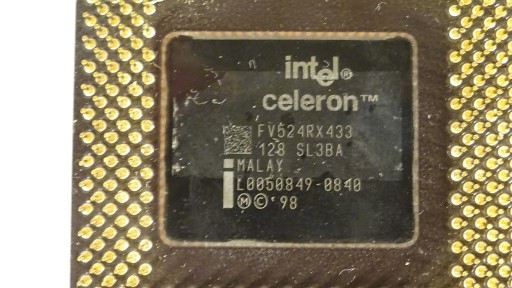 intel®
celeron™
FV524RX433
128 SL3BA
MALAY
L0050849-0840
i
Ⓜ © '98